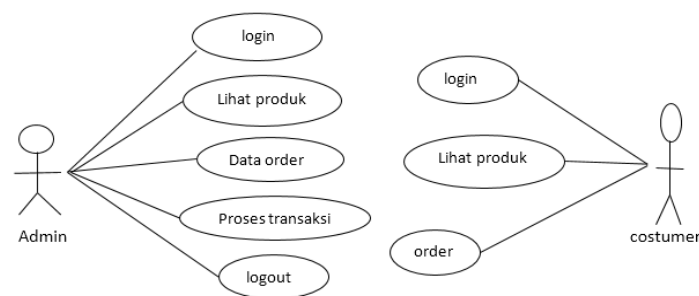 login
Lihat produk
Data order
Proses transaksi
logout
Admin
login
Lihat produk
order
costumer